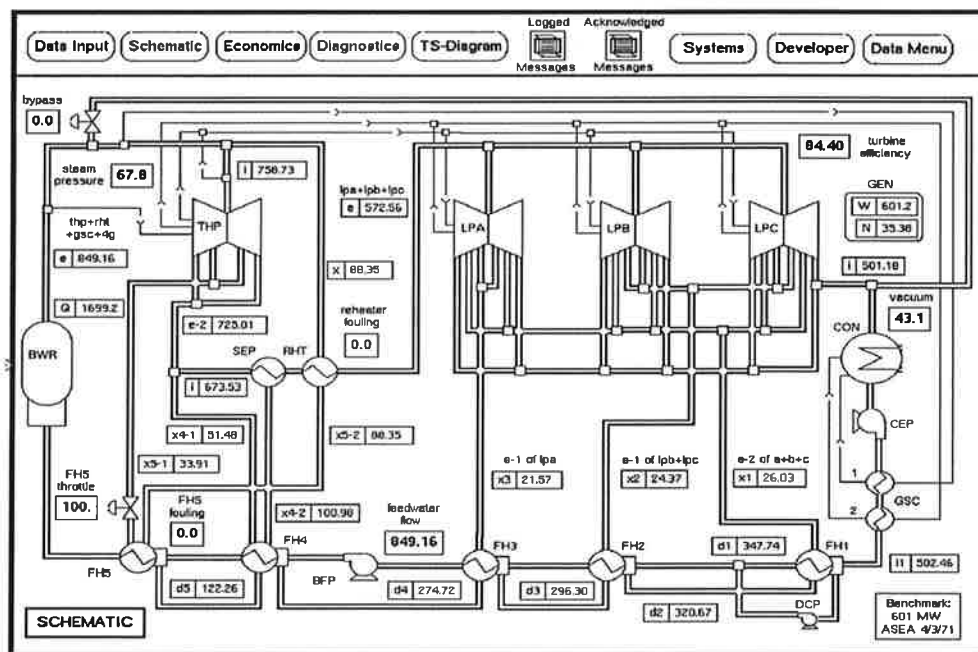 Logged
Acknowledged
Data Input
Schematic
Economics
Diagnostics
TS-Diagram
Systems
Developer
Data Menu
Messages
Messages
bypass
0.0
steam
pressure
67.8
i 756.73
lpa+lpb+lpc
e 572.56
84.40
turbine
efficiency
GEN
W 601.2
N 35.38
thp+rht
+gsc+4g
e 849.16
THP
LPA
LPB
LPC
x 88.35
i 501.18
Q 1699.2
e-2 725.01
reheater
fouling
0.0
vacuum
43.1
CON
BWR
SEP
RHT
i 673.53
x4-1 51.48
x5-2 88.35
CEP
x5-1 33.91
e-1 of lpa
x3 21.57
e-1 of lpb+lpc
x2 24.37
e-2 of a+b+c
x1 26.03
1
GSC
2
FH5
throttle
100.
FH5
fouling
0.0
x4-2 100.98
feedwater
flow
849.16
FH5
FH4
BFP
FH3
FH2
d1 347.74
FH1
i1 502.46
d5 122.26
d4 274.72
d3 296.30
d2 320.67
DCP
SCHEMATIC
Benchmark:
601 MW
ASEA 4/3/71